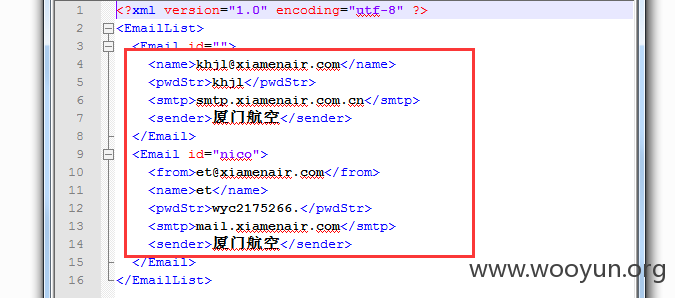 1 <?xml version="1.0" encoding="utf-8" ?>
2 <EmailList>
3 <Email id="">
4 <name>khjl@xiamenair.com</name>
5 <pwdStr>khjl</pwdStr>
6 <smtp>smtp.xiamenair.com.cn</smtp>
7 <sender>厦门航空</sender>
8 </Email>
9 <Email id="nico">
10 <from>et@xiamenair.com</from>
11 <name>et</name>
12 <pwdStr>wyc2175266.</pwdStr>
13 <smtp>mail.xiamenair.com</smtp>
14 <sender>厦门航空</sender>
15 </Email>
16 </EmailList>
www.wooyun.org